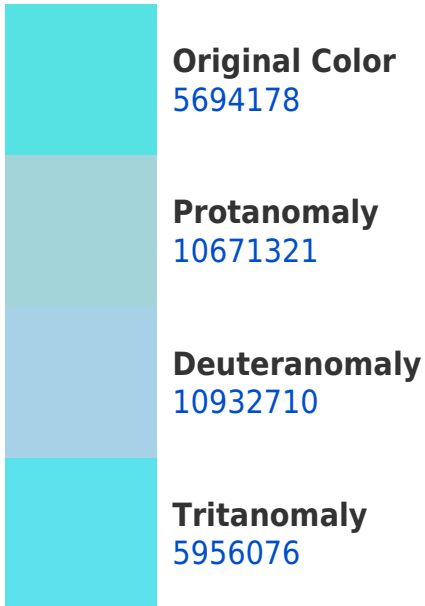 Original Color
5694178
Protanomaly
10671321
Deuteranomaly
10932710
Tritanomaly
5956076